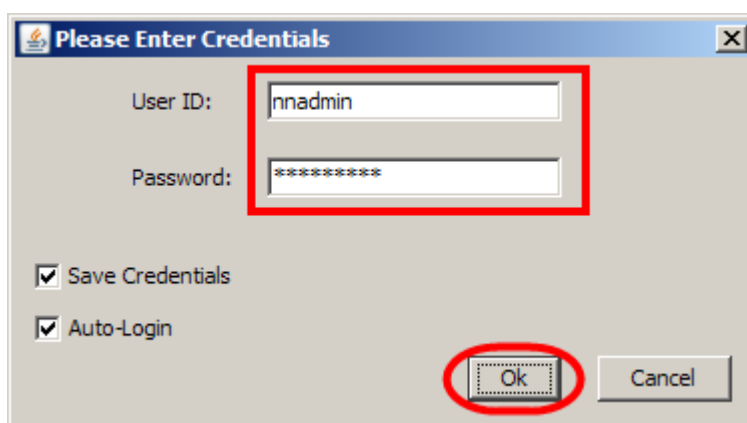 Please Enter Credentials
User ID: nnadmin
Password: *********
Save Credentials
Auto-Login
Ok Cancel